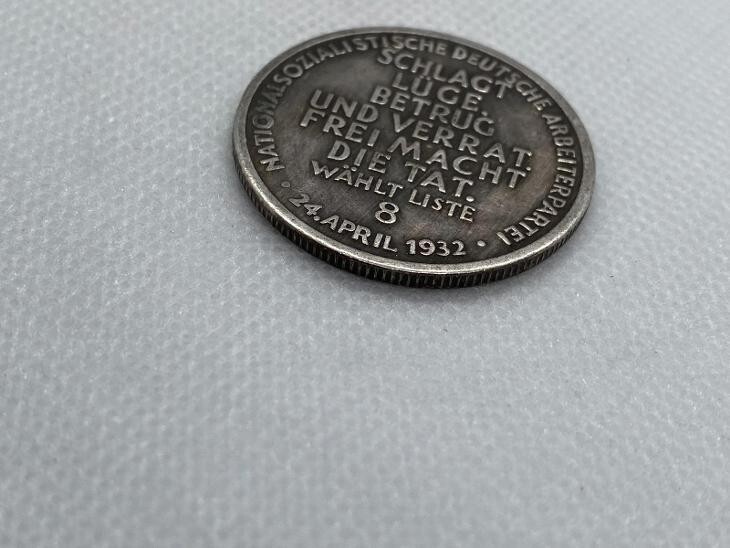 NATIONALSOZIALISTISCHE DEUTSCHE ARBEITERPARTEI
SCHLAGT
LÜGE,
BETRUG
UND VERRAT.
FREI MACHT
DIE TAT.
WÄHLT LISTE
8
• 24. APRIL 1932 •